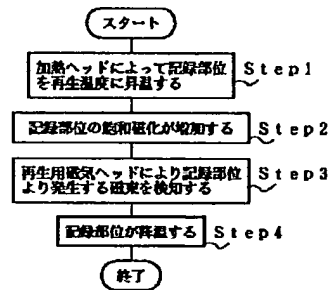 スタート
加熱ヘッドによって記録部位 Step1
を再生温度に昇温する
記録部位の飽和磁化が増加する Step2
再生用磁気ヘッドにより記録部位 Step3
より発生する磁束を検知する
記録部位が降温する Step4
終了